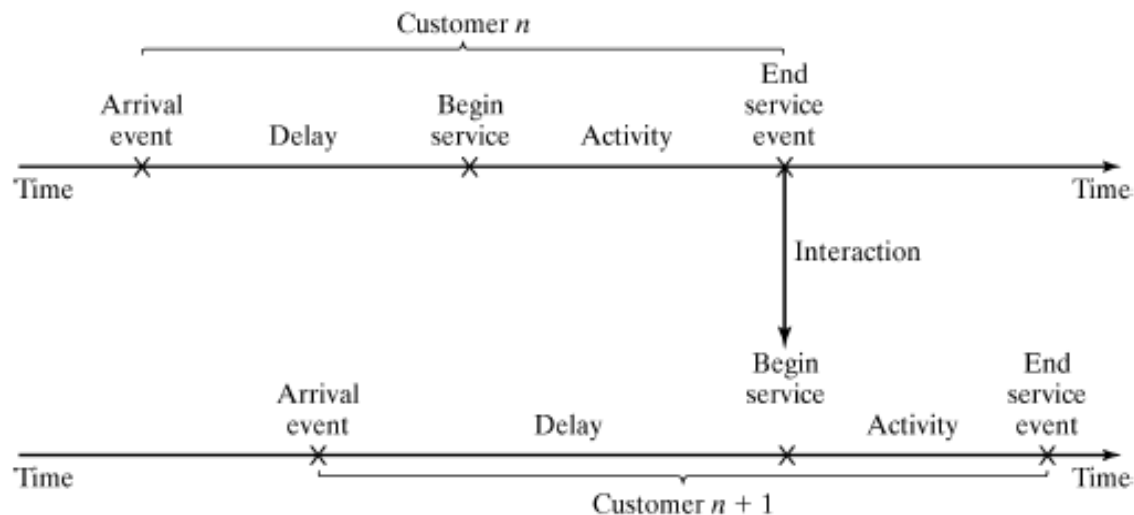 Customer n
Arrival
event
Delay
Begin
service
Activity
End
service
event
Time
Time
Interaction
Arrival
event
Delay
Begin
service
Activity
End
service
event
Time
Time
Customer n + 1